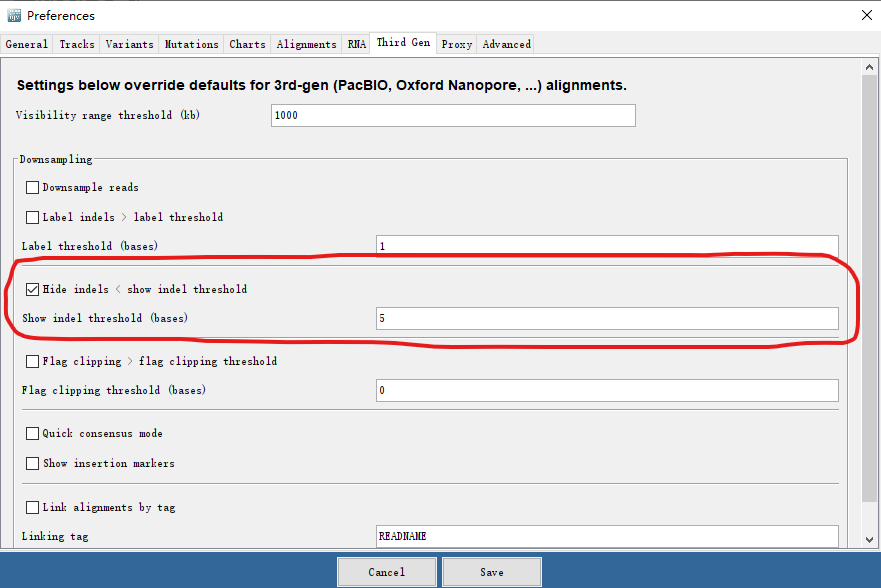 Preferences
General Tracks Variants Mutations Charts Alignments RNA Third Gen Proxy Advanced
Settings below override defaults for 3rd-gen (PacBIO, Oxford Nanopore, ...) alignments.
Visibility range threshold (kb) 1000
Downsampling
Downsample reads
Label indels > label threshold
Label threshold (bases) 1
Hide indels < show indel threshold
Show indel threshold (bases) 5
Flag clipping > flag clipping threshold
Flag clipping threshold (bases) 0
Quick consensus mode
Show insertion markers
Link alignments by tag
Linking tag READNAME
Cancel Save